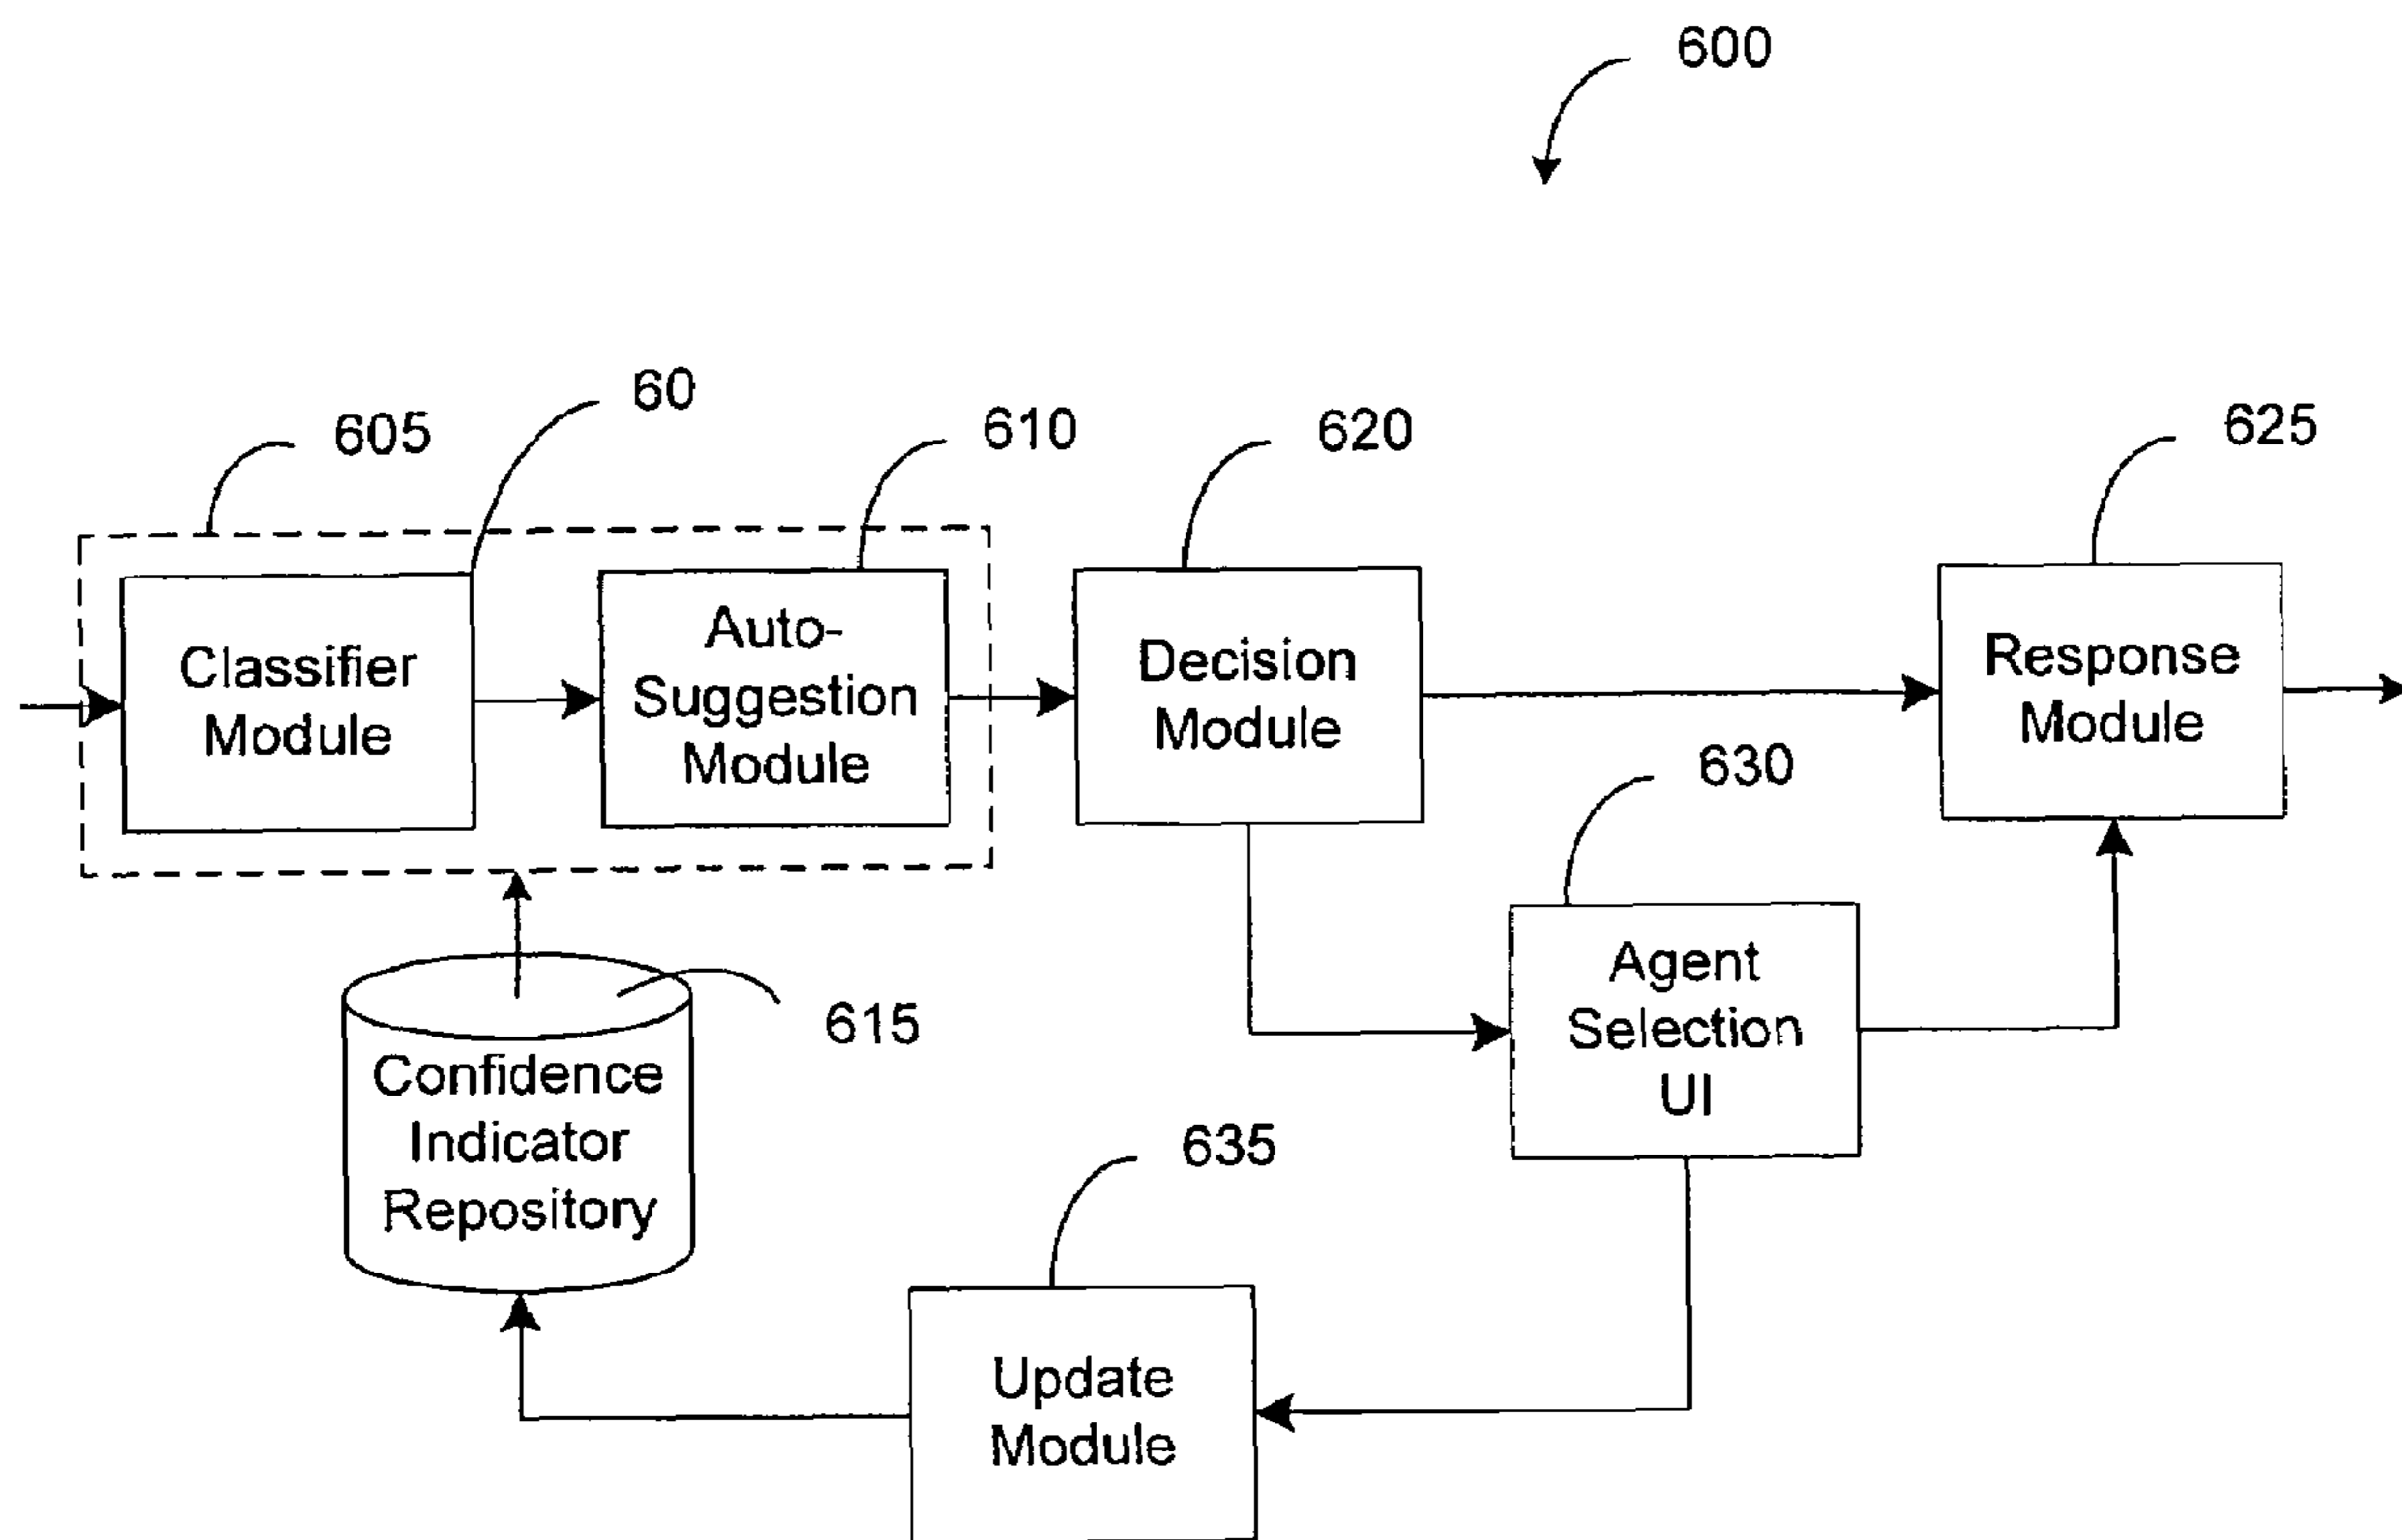 600
605
60
610
620
625
Classifier
Module
Auto-
Suggestion
Module
Decision
Module
Response
Module
630
Agent
Selection
UI
615
Confidence
Indicator
Repository
635
Update
Module